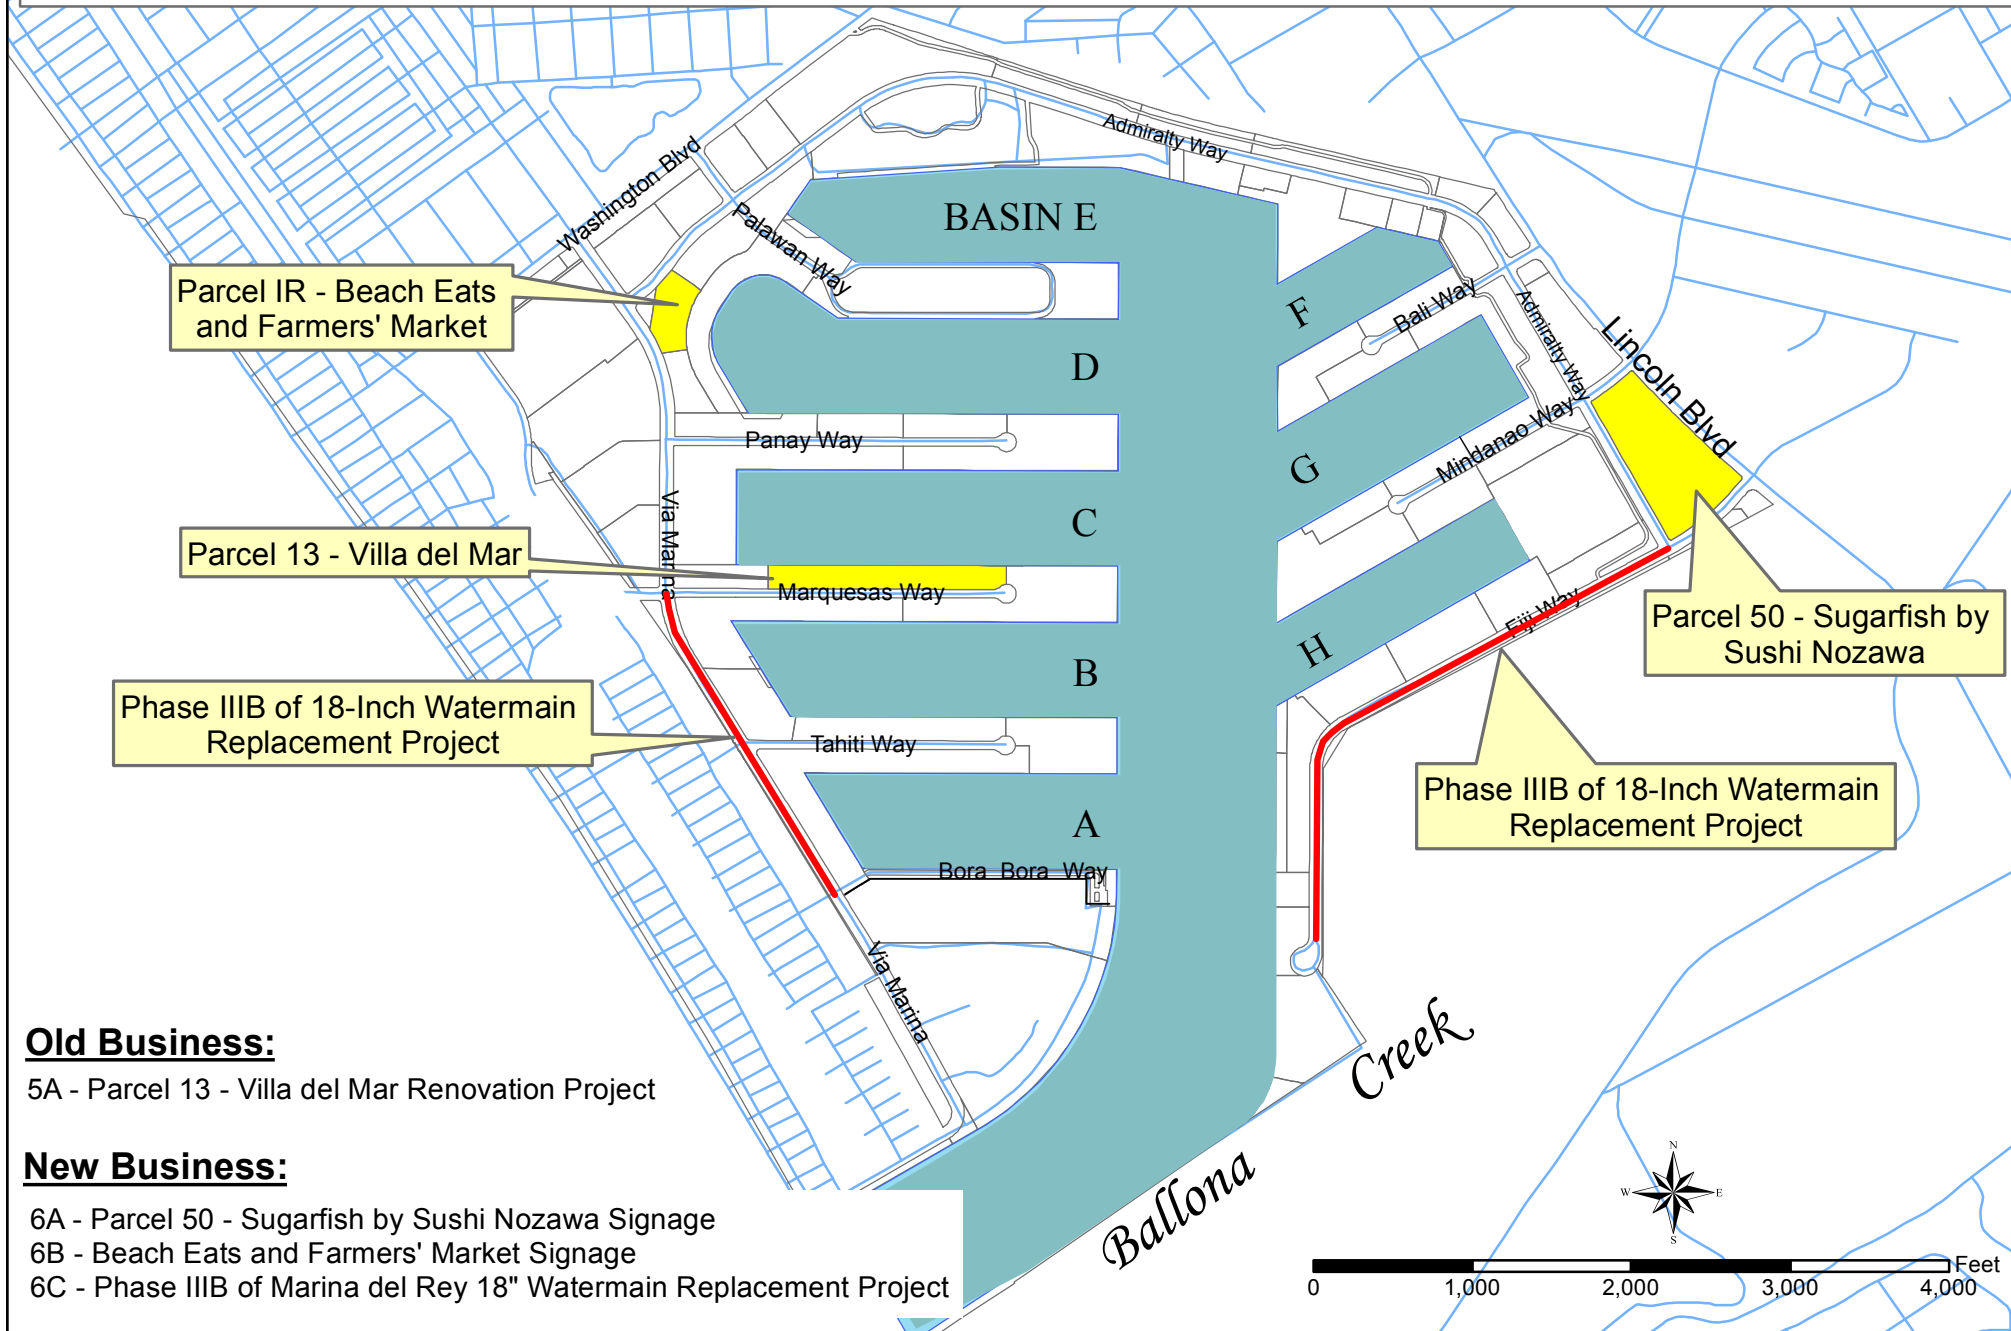 Admiralty Way
Washington Blvd
BASIN E
Palawan Way
Parcel IR - Beach Eats
and Farmers' Market
F
Bali Way
Admiralty Way
Lincoln Blvd
D
Panay Way
Mindanao Way
G
Via Marina
C
Parcel 13 - Villa del Mar
Marquesas Way
Fiji Way
Parcel 50 - Sugarfish by
Sushi Nozawa
H
B
Phase IIIB of 18-Inch Watermain
Replacement Project
Tahiti Way
Phase IIIB of 18-Inch Watermain
Replacement Project
A
Bora Bora Way
Via Marina
Ballona
Creek
Old Business:
5A - Parcel 13 - Villa del Mar Renovation Project
New Business:
6A - Parcel 50 - Sugarfish by Sushi Nozawa Signage
6B - Beach Eats and Farmers' Market Signage
6C - Phase IIIB of Marina del Rey 18" Watermain Replacement Project
N
W E
S
Feet
0 1,000 2,000 3,000 4,000